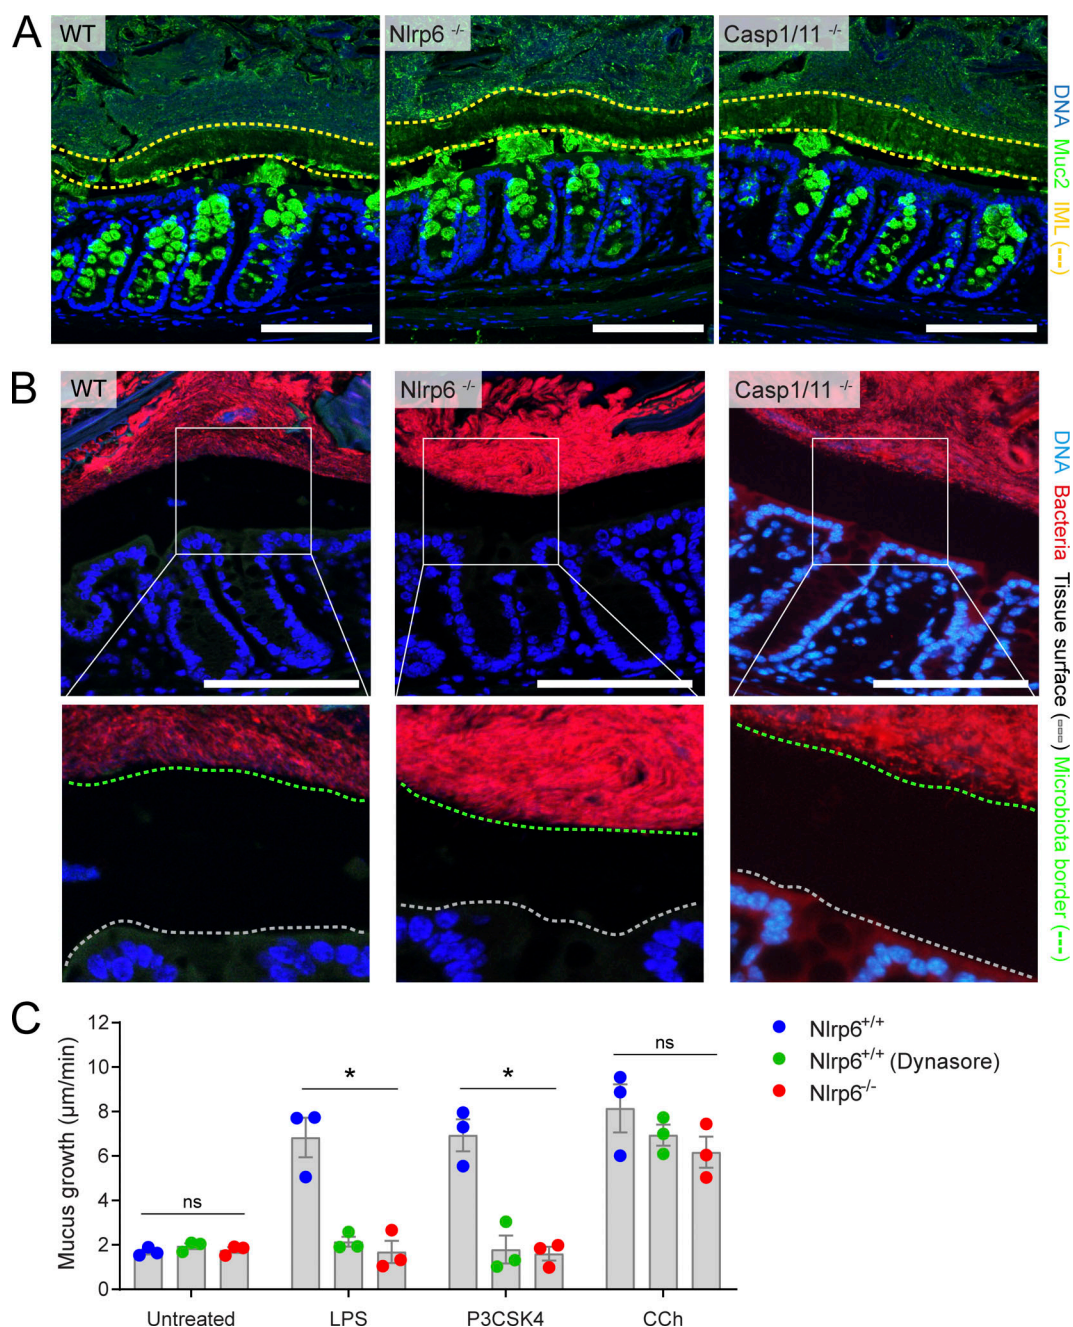 A
WT
Nlrp6 -/-
Casp1/11 -/-
DNA Muc2 IML (---)
B
WT
Nlrp6 -/-
Casp1/11 -/-
DNA Bacteria Tissue surface (---) Microbiota border (---)
C
Mucus growth (µm/min)
12
10
8
6
4
2
0
ns
*
*
ns
Untreated
LPS
P3CSK4
CCh
Nlrp6+/+
Nlrp6+/+ (Dynasore)
Nlrp6-/-